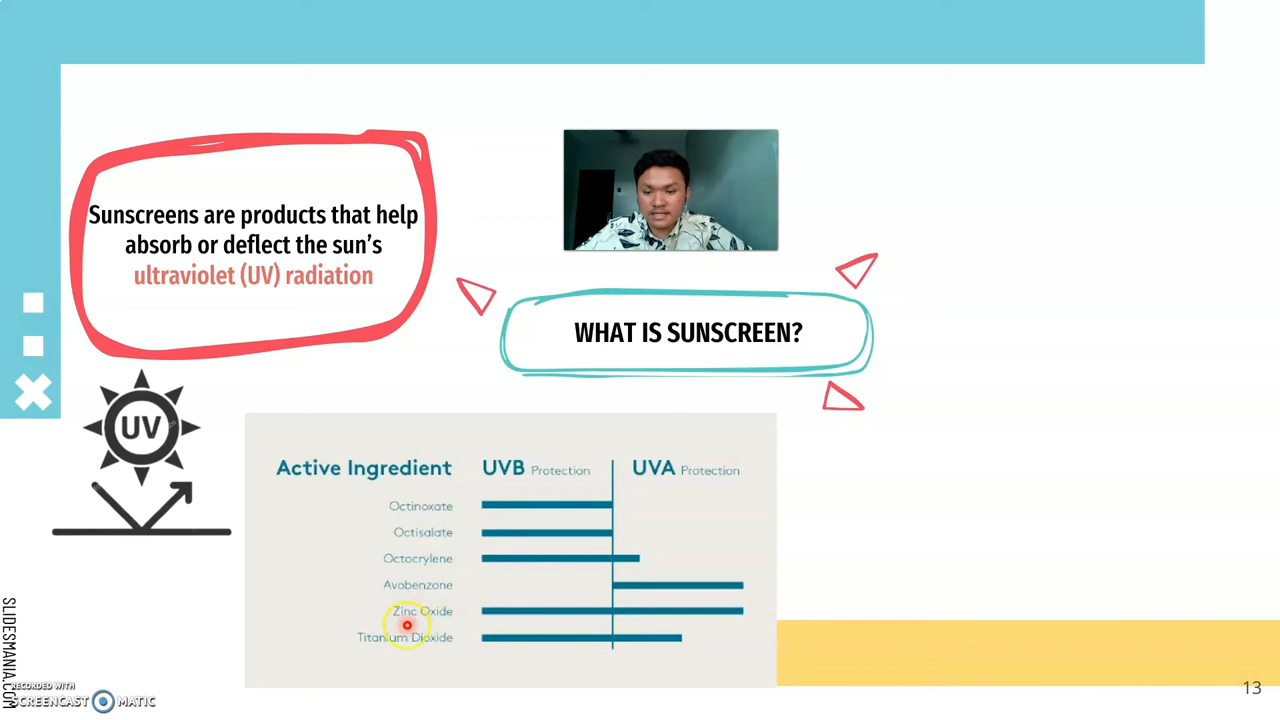 Sunscreens are products that help
absorb or deflect the sun's
ultraviolet (UV) radiation
WHAT IS SUNSCREEN?
UV
Active Ingredient UVB Protection UVA Protection
Octinoxate
Octisalate
Octocrylene
Avobenzone
Zinc Oxide
Titanium Dioxide
SLIDESMANIA.COM
RECORDED WITH
SCREENCAST MATIC
13